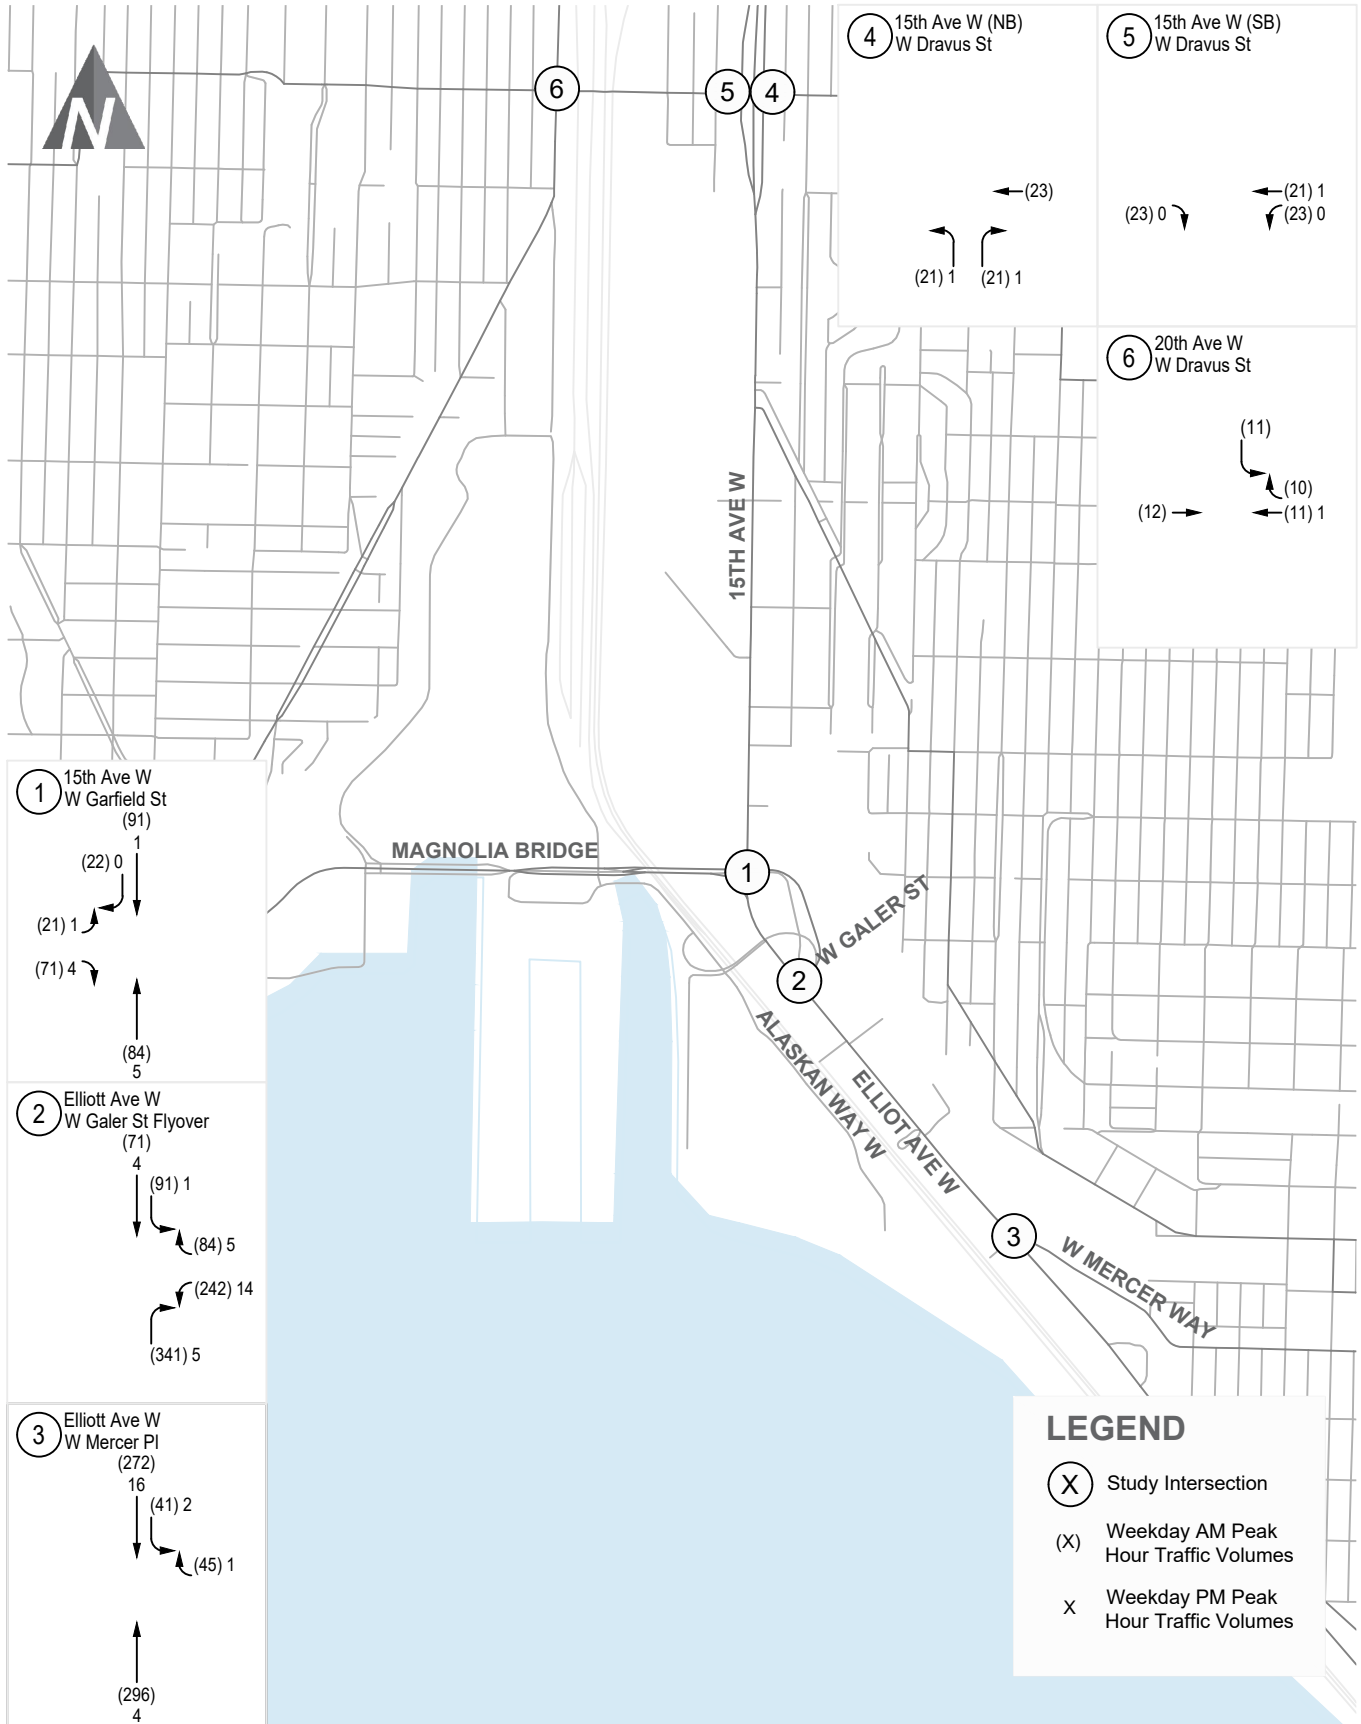 N
6
5
4
4
15th Ave W (NB)
W Dravus St
(23)
(21) 1
(21) 1
5
15th Ave W (SB)
W Dravus St
(21) 1
(23) 0
(23) 0
6
20th Ave W
W Dravus St
(11)
(10)
(12)
(11) 1
15TH AVE W
1
15th Ave W
W Garfield St
(91)
1
(22) 0
(21) 1
(71) 4
(84)
5
MAGNOLIA BRIDGE
1
W GALER ST
2
ALASKAN WAY W
ELLIOT AVE W
3
W MERCER WAY
2
Elliott Ave W
W Galer St Flyover
(71)
4
(91) 1
(84) 5
(242) 14
(341) 5
3
Elliott Ave W
W Mercer Pl
(272)
16
(41) 2
(45) 1
(296)
4
LEGEND
X Study Intersection
(X) Weekday AM Peak
Hour Traffic Volumes
X Weekday PM Peak
Hour Traffic Volumes